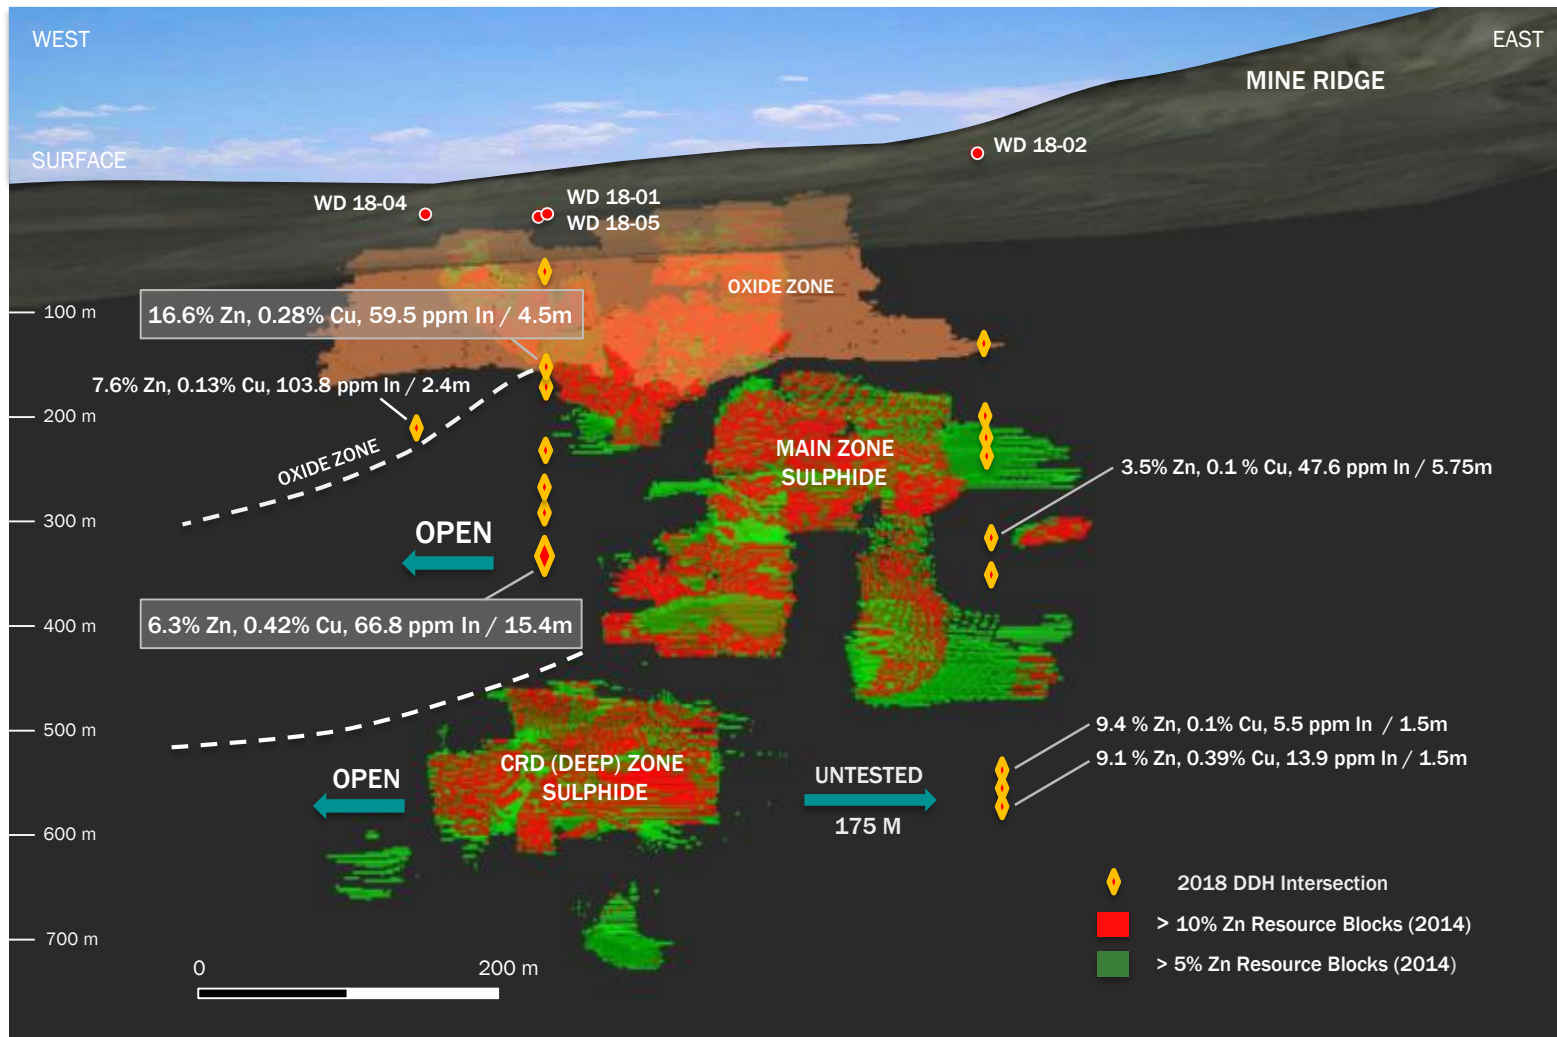 WEST
EAST
MINE RIDGE
SURFACE
WD 18-02
WD 18-04
WD 18-01
WD 18-05
OXIDE ZONE
100 m
16.6% Zn, 0.28% Cu, 59.5 ppm In / 4.5m
7.6% Zn, 0.13% Cu, 103.8 ppm In / 2.4m
200 m
OXIDE ZONE
MAIN ZONE
SULPHIDE
3.5% Zn, 0.1 % Cu, 47.6 ppm In / 5.75m
300 m
OPEN
400 m
6.3% Zn, 0.42% Cu, 66.8 ppm In / 15.4m
500 m
9.4 % Zn, 0.1% Cu, 5.5 ppm In / 1.5m
9.1 % Zn, 0.39% Cu, 13.9 ppm In / 1.5m
OPEN
CRD (DEEP) ZONE
SULPHIDE
UNTESTED
175 M
600 m
2018 DDH Intersection
> 10% Zn Resource Blocks (2014)
> 5% Zn Resource Blocks (2014)
700 m
0
200 m